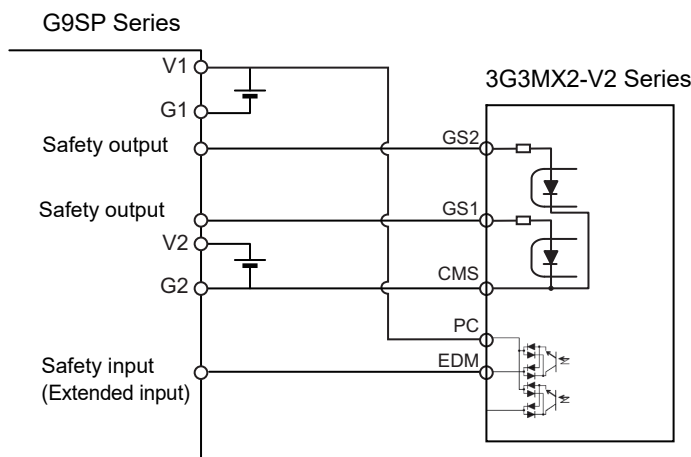 G9SP Series
V1
G1
Safety output
Safety output
V2
G2
Safety input
(Extended input)
3G3MX2-V2 Series
GS2
GS1
CMS
PC
EDM